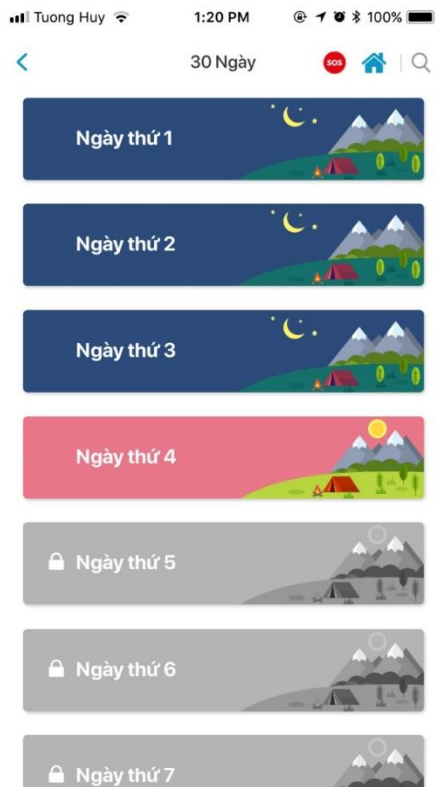 Tuong Huy 1:20 PM 100%
30 Ngày SOS
Ngày thứ 1
Ngày thứ 2
Ngày thứ 3
Ngày thứ 4
Ngày thứ 5
Ngày thứ 6
Ngày thứ 7